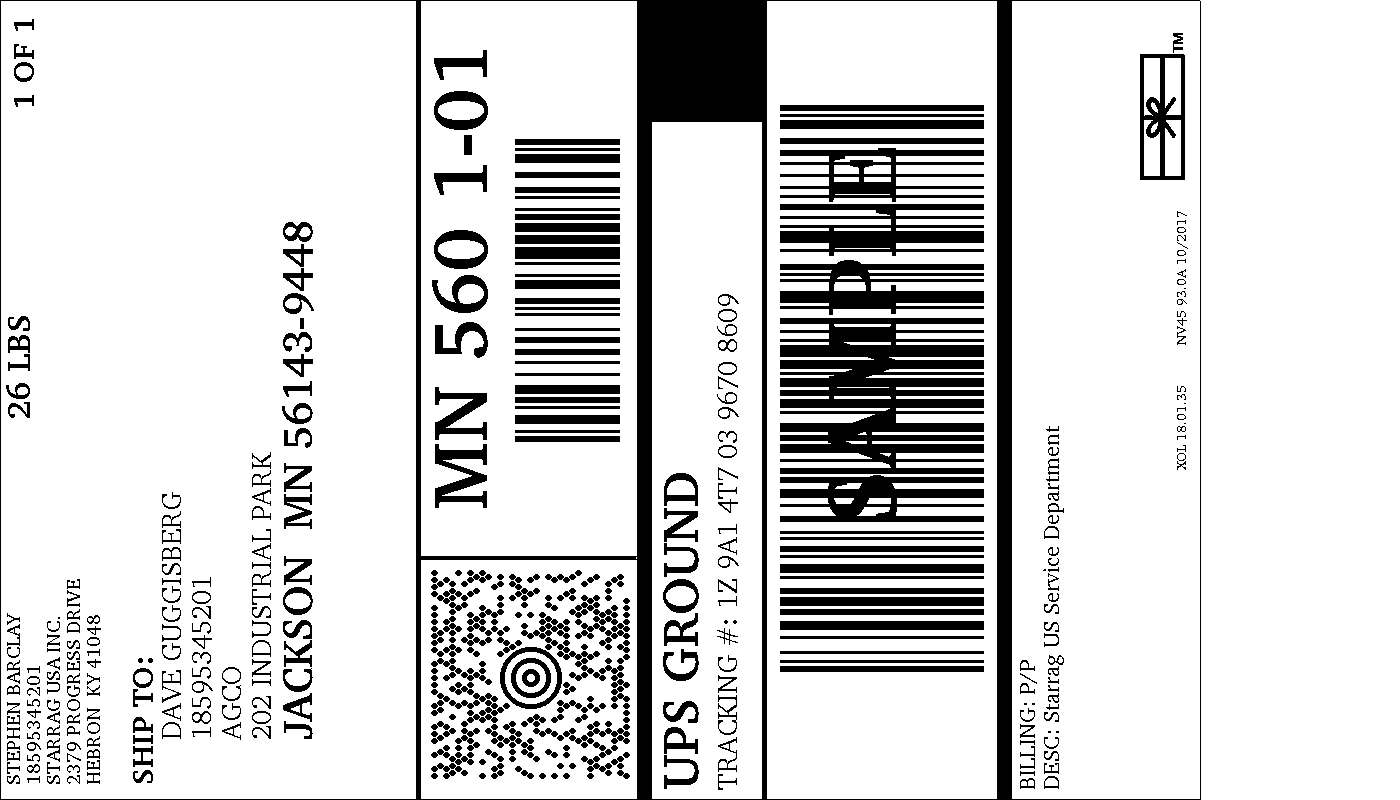 STEPHEN BARCLAY
18595345201
STARRAG USA INC.
2379 PROGRESS DRIVE
HEBRON KY 41048
26 LBS
1 OF 1
SHIP TO:
DAVE GUGGISBERG
18595345201
AGCO
202 INDUSTRIAL PARK
JACKSON MN 56143-9448
MN 560 1-01
UPS GROUND
TRACKING #: 1Z 9A1 4T7 03 9670 8609
SAMPLE
BILLING: P/P
DESC: Starrag US Service Department
XOL 18.01.35 NV45 93.0A 10/2017
TM